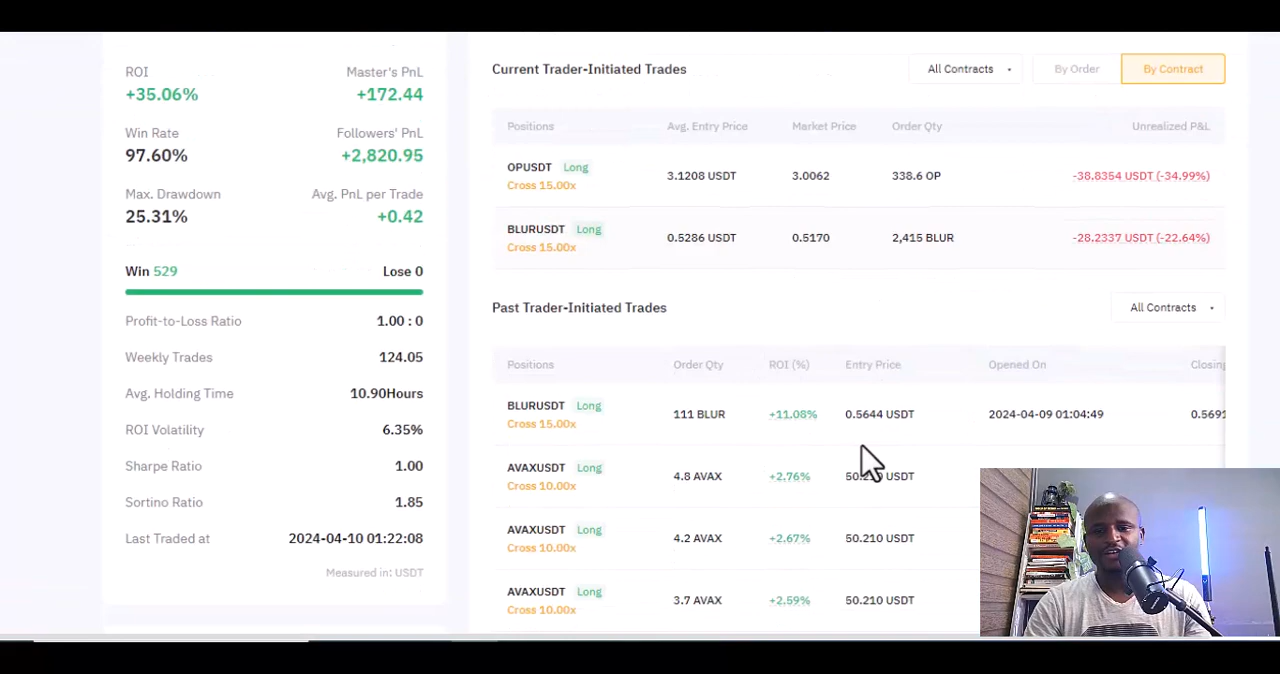 ROI
Master's PnL
+35.06%
+172.44
Win Rate
Followers' PnL
97.60%
+2,820.95
Max. Drawdown
Avg. PnL per Trade
25.31%
+0.42
Win 529
Lose 0
Profit-to-Loss Ratio
1.00 : 0
Weekly Trades
124.05
Avg. Holding Time
10.90Hours
ROI Volatility
6.35%
Sharpe Ratio
1.00
Sortino Ratio
1.85
Last Traded at
2024-04-10 01:22:08
Measured in: USDT
Current Trader-Initiated Trades
All Contracts
By Order
By Contract
Positions Avg. Entry Price Market Price Order Qty Unrealized P&L
OPUSDT Long
Cross 15.00x
3.1208 USDT 3.0062 338.6 OP -38.8354 USDT (-34.99%)
BLURUSDT Long
Cross 15.00x
0.5286 USDT 0.5170 2,415 BLUR -28.2337 USDT (-22.64%)
Past Trader-Initiated Trades
All Contracts
Positions Order Qty ROI (%) Entry Price Opened On Closing
BLURUSDT Long
Cross 15.00x
111 BLUR +11.08% 0.5644 USDT 2024-04-09 01:04:49 0.5691
AVAXUSDT Long
Cross 10.00x
4.8 AVAX +2.76% USDT
AVAXUSDT Long
Cross 10.00x
4.2 AVAX +2.67% 50.210 USDT
AVAXUSDT Long
Cross 10.00x
3.7 AVAX +2.59% 50.210 USDT